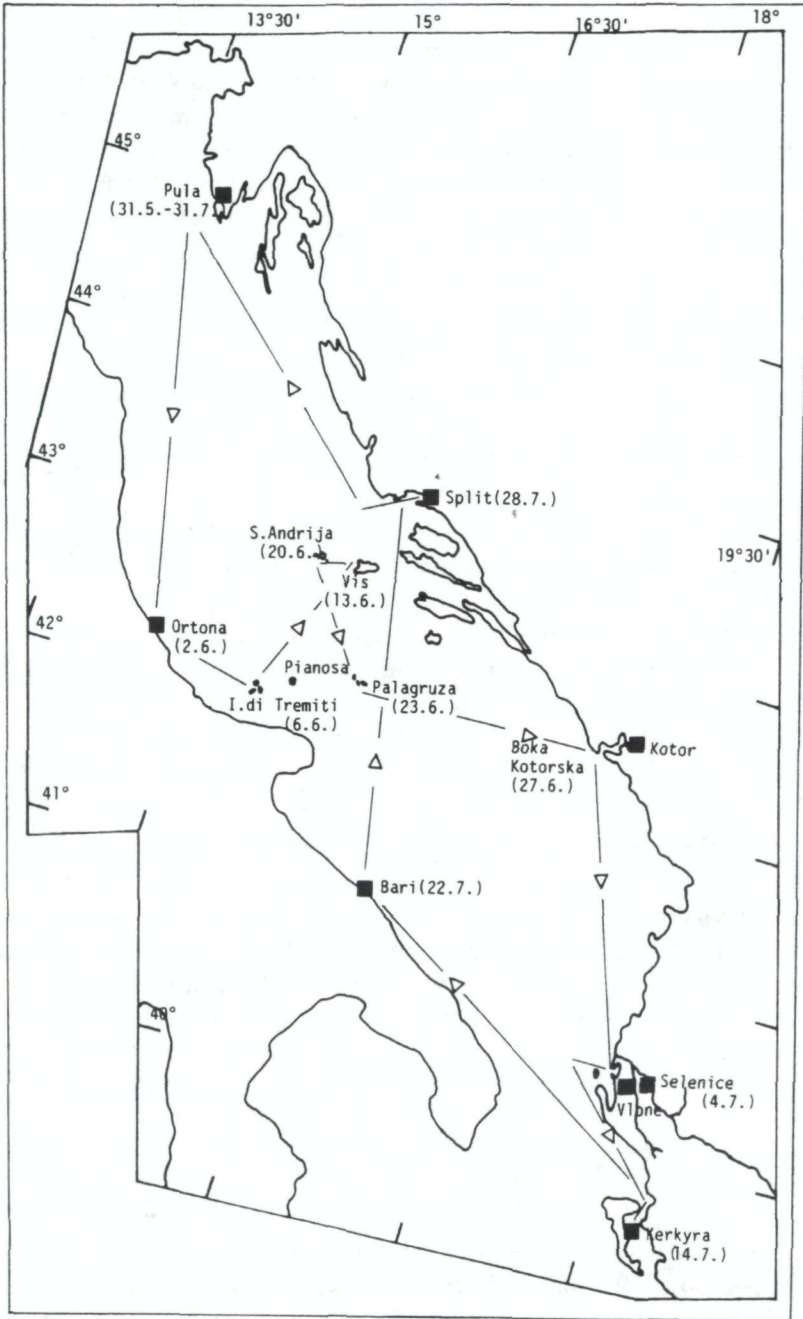 13°30'
15°
16°30'
18°
45°
Pula
(31.5.-31.7.
44°
43°
Split(28.7.)
S.Andrija
(20.6.
19°30'
Vis
(13.6.)
42°
Ortona
(2.6.)
Pianosa
I.di Tremiti
(6.6.)
Palagruza
(23.6.)
Boka
Kotorska
(27.6.)
Kotor
41°
Bari(22.7.)
40°
Selenice
(4.7.)
Vlone
Kerkyra
(14.7.)